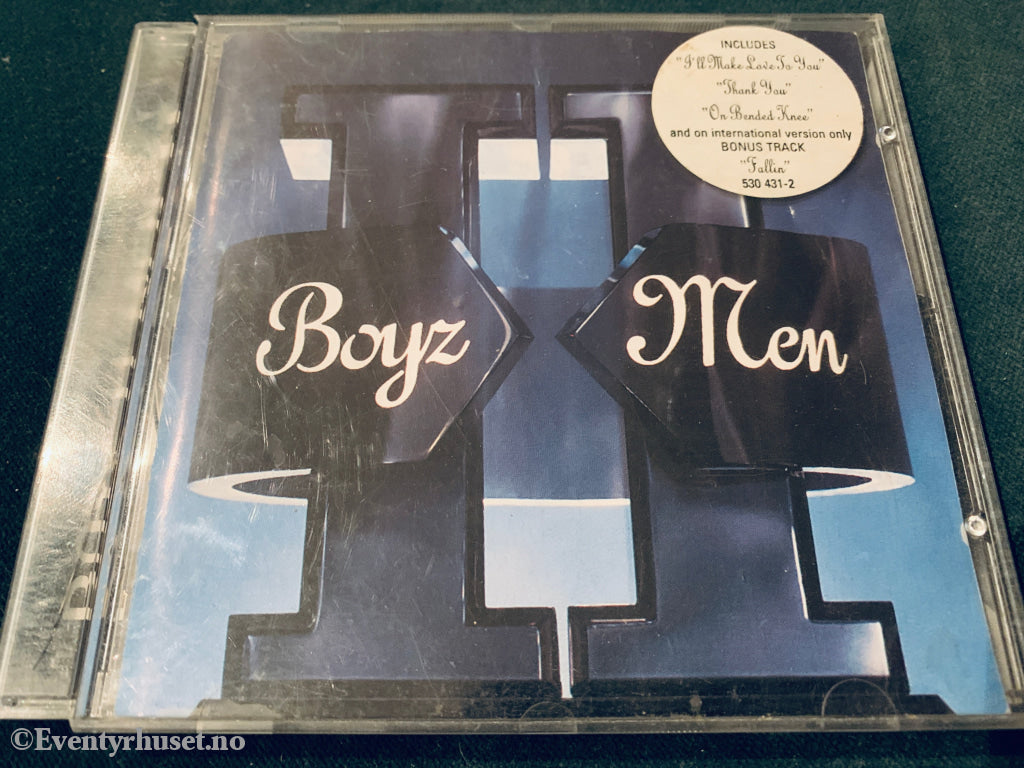 INCLUDES
"I'll Make Love To You"
"Thank You"
"On Bended Knee"
and on international version only
BONUS TRACK
"Fallin"
530 431-2
Boyz II Men
©Eventyrhuset.no